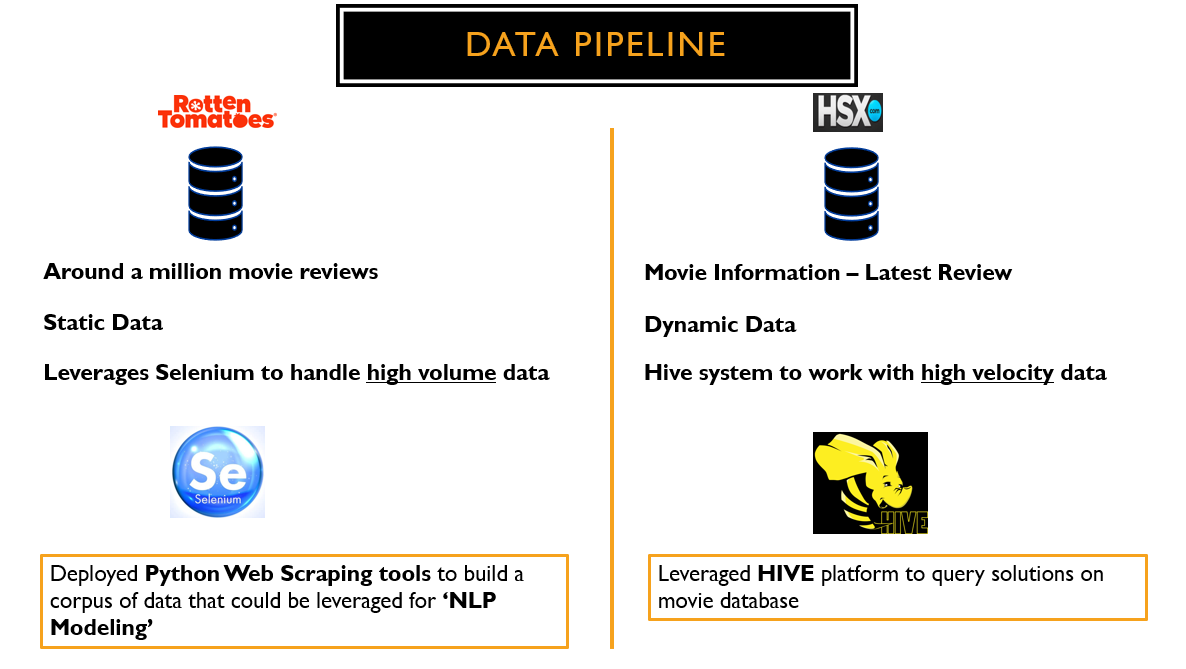 DATA PIPELINE
Rotten
Tomatoes®
Around a million movie reviews
Static Data
Leverages Selenium to handle high volume data
Se
Selenium
Deployed Python Web Scraping tools to build a
corpus of data that could be leveraged for ‘NLP
Modeling’
HSX.com
Movie Information – Latest Review
Dynamic Data
Hive system to work with high velocity data
HIVE
Leveraged HIVE platform to query solutions on
movie database